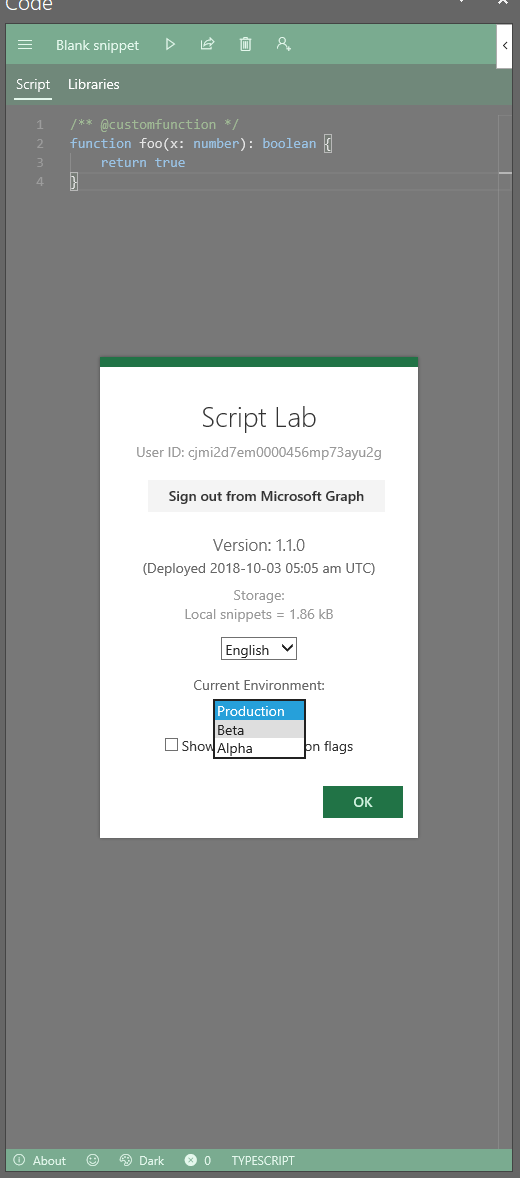 Code
Blank snippet
Script Libraries
1 /** @customfunction */
2 function foo(x: number): boolean {
3 return true
4 }
Script Lab
User ID: cjmi2d7em0000456mp73ayu2g
Sign out from Microsoft Graph
Version: 1.1.0
(Deployed 2018-10-03 05:05 am UTC)
Storage:
Local snippets = 1.86 kB
English
Current Environment:
Production
Beta
Alpha
Show on flags
OK
About Dark 0 TYPESCRIPT